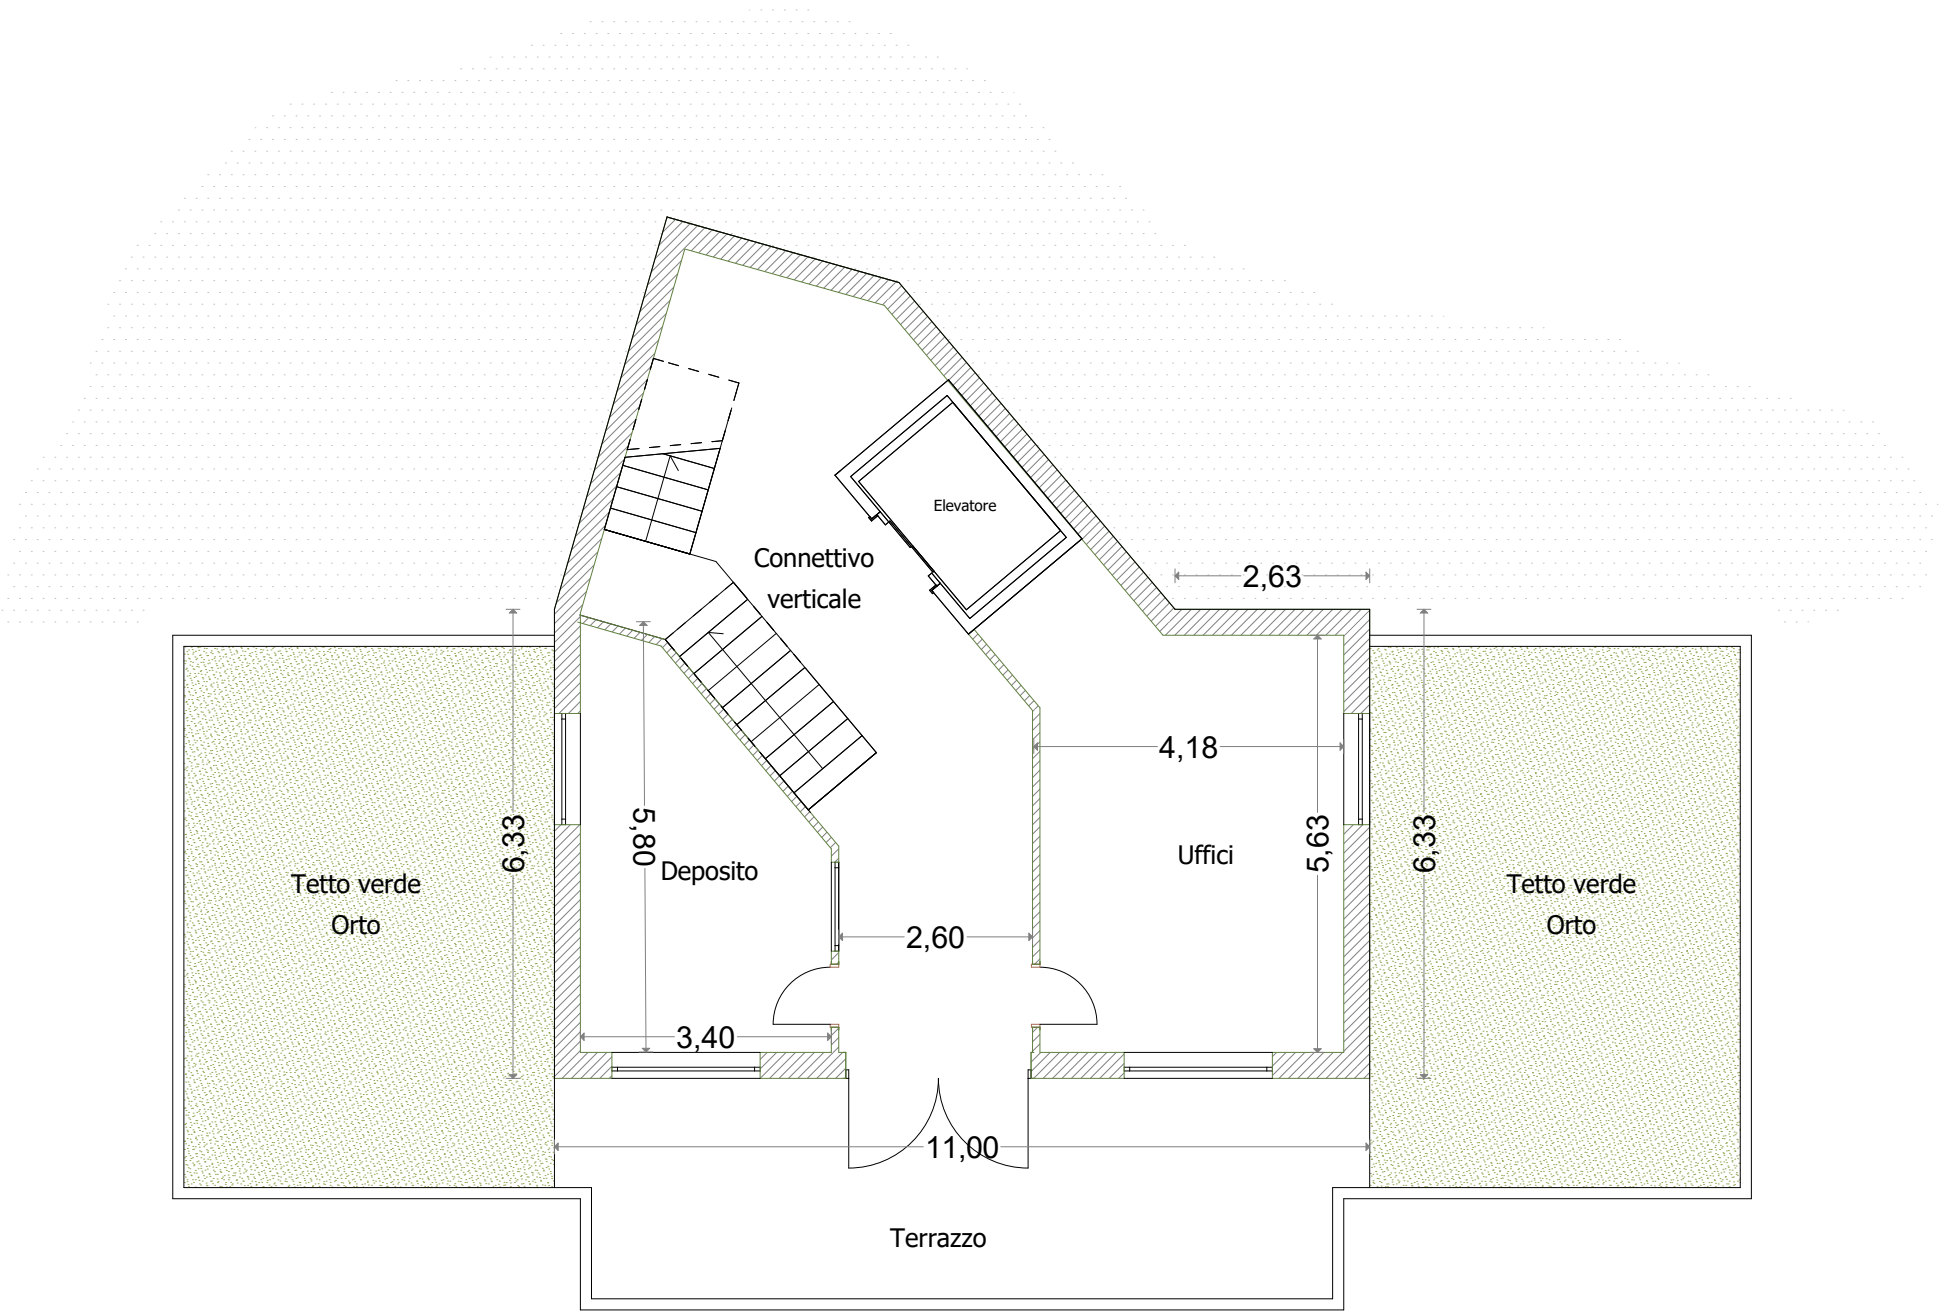 Elevatore
Connettivo
verticale
2,63
4,18
6,33
5,80
5,63
6,33
Deposito
Uffici
Tetto verde
Orto
Tetto verde
Orto
2,60
3,40
11,00
Terrazzo